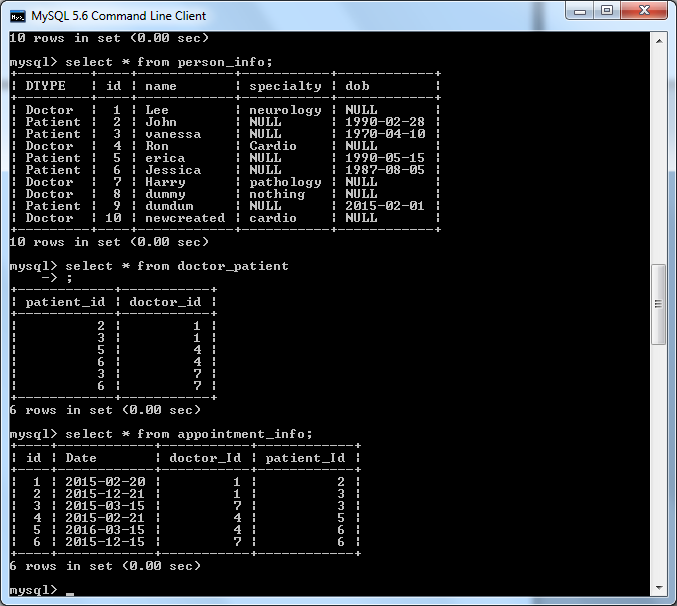 MySQL 5.6 Command Line Client
10 rows in set (0.00 sec)
mysql> select * from person_info;
+---------+----+------------+-----------+------------+
| DTYPE   | id | name       | specialty | dob        |
+---------+----+------------+-----------+------------+
| Doctor  |  1 | Lee        | neurology | NULL       |
| Patient |  2 | John       | NULL      | 1990-02-28 |
| Patient |  3 | vanessa    | NULL      | 1970-04-10 |
| Doctor  |  4 | Ron        | Cardio    | NULL       |
| Patient |  5 | erica      | NULL      | 1990-05-15 |
| Patient |  6 | Jessica    | NULL      | 1987-08-05 |
| Doctor  |  7 | Harry      | pathology | NULL       |
| Doctor  |  8 | dummy      | nothing   | NULL       |
| Patient |  9 | dumdum     | NULL      | 2015-02-01 |
| Doctor  | 10 | newcreated | cardio    | NULL       |
+---------+----+------------+-----------+------------+
10 rows in set (0.00 sec)
mysql> select * from doctor_patient
    -> ;
+------------+-----------+
| patient_id | doctor_id |
+------------+-----------+
|          2 |         1 |
|          3 |         1 |
|          5 |         4 |
|          6 |         4 |
|          3 |         7 |
|          6 |         7 |
+------------+-----------+
6 rows in set (0.00 sec)
mysql> select * from appointment_info;
+----+------------+-----------+------------+
| id | Date       | doctor_Id | patient_Id |
+----+------------+-----------+------------+
|  1 | 2015-02-20 |         1 |          2 |
|  2 | 2015-12-21 |         1 |          3 |
|  3 | 2015-03-15 |         7 |          3 |
|  4 | 2015-02-21 |         4 |          5 |
|  5 | 2016-03-15 |         4 |          6 |
|  6 | 2015-12-15 |         7 |          6 |
+----+------------+-----------+------------+
6 rows in set (0.00 sec)
mysql> _